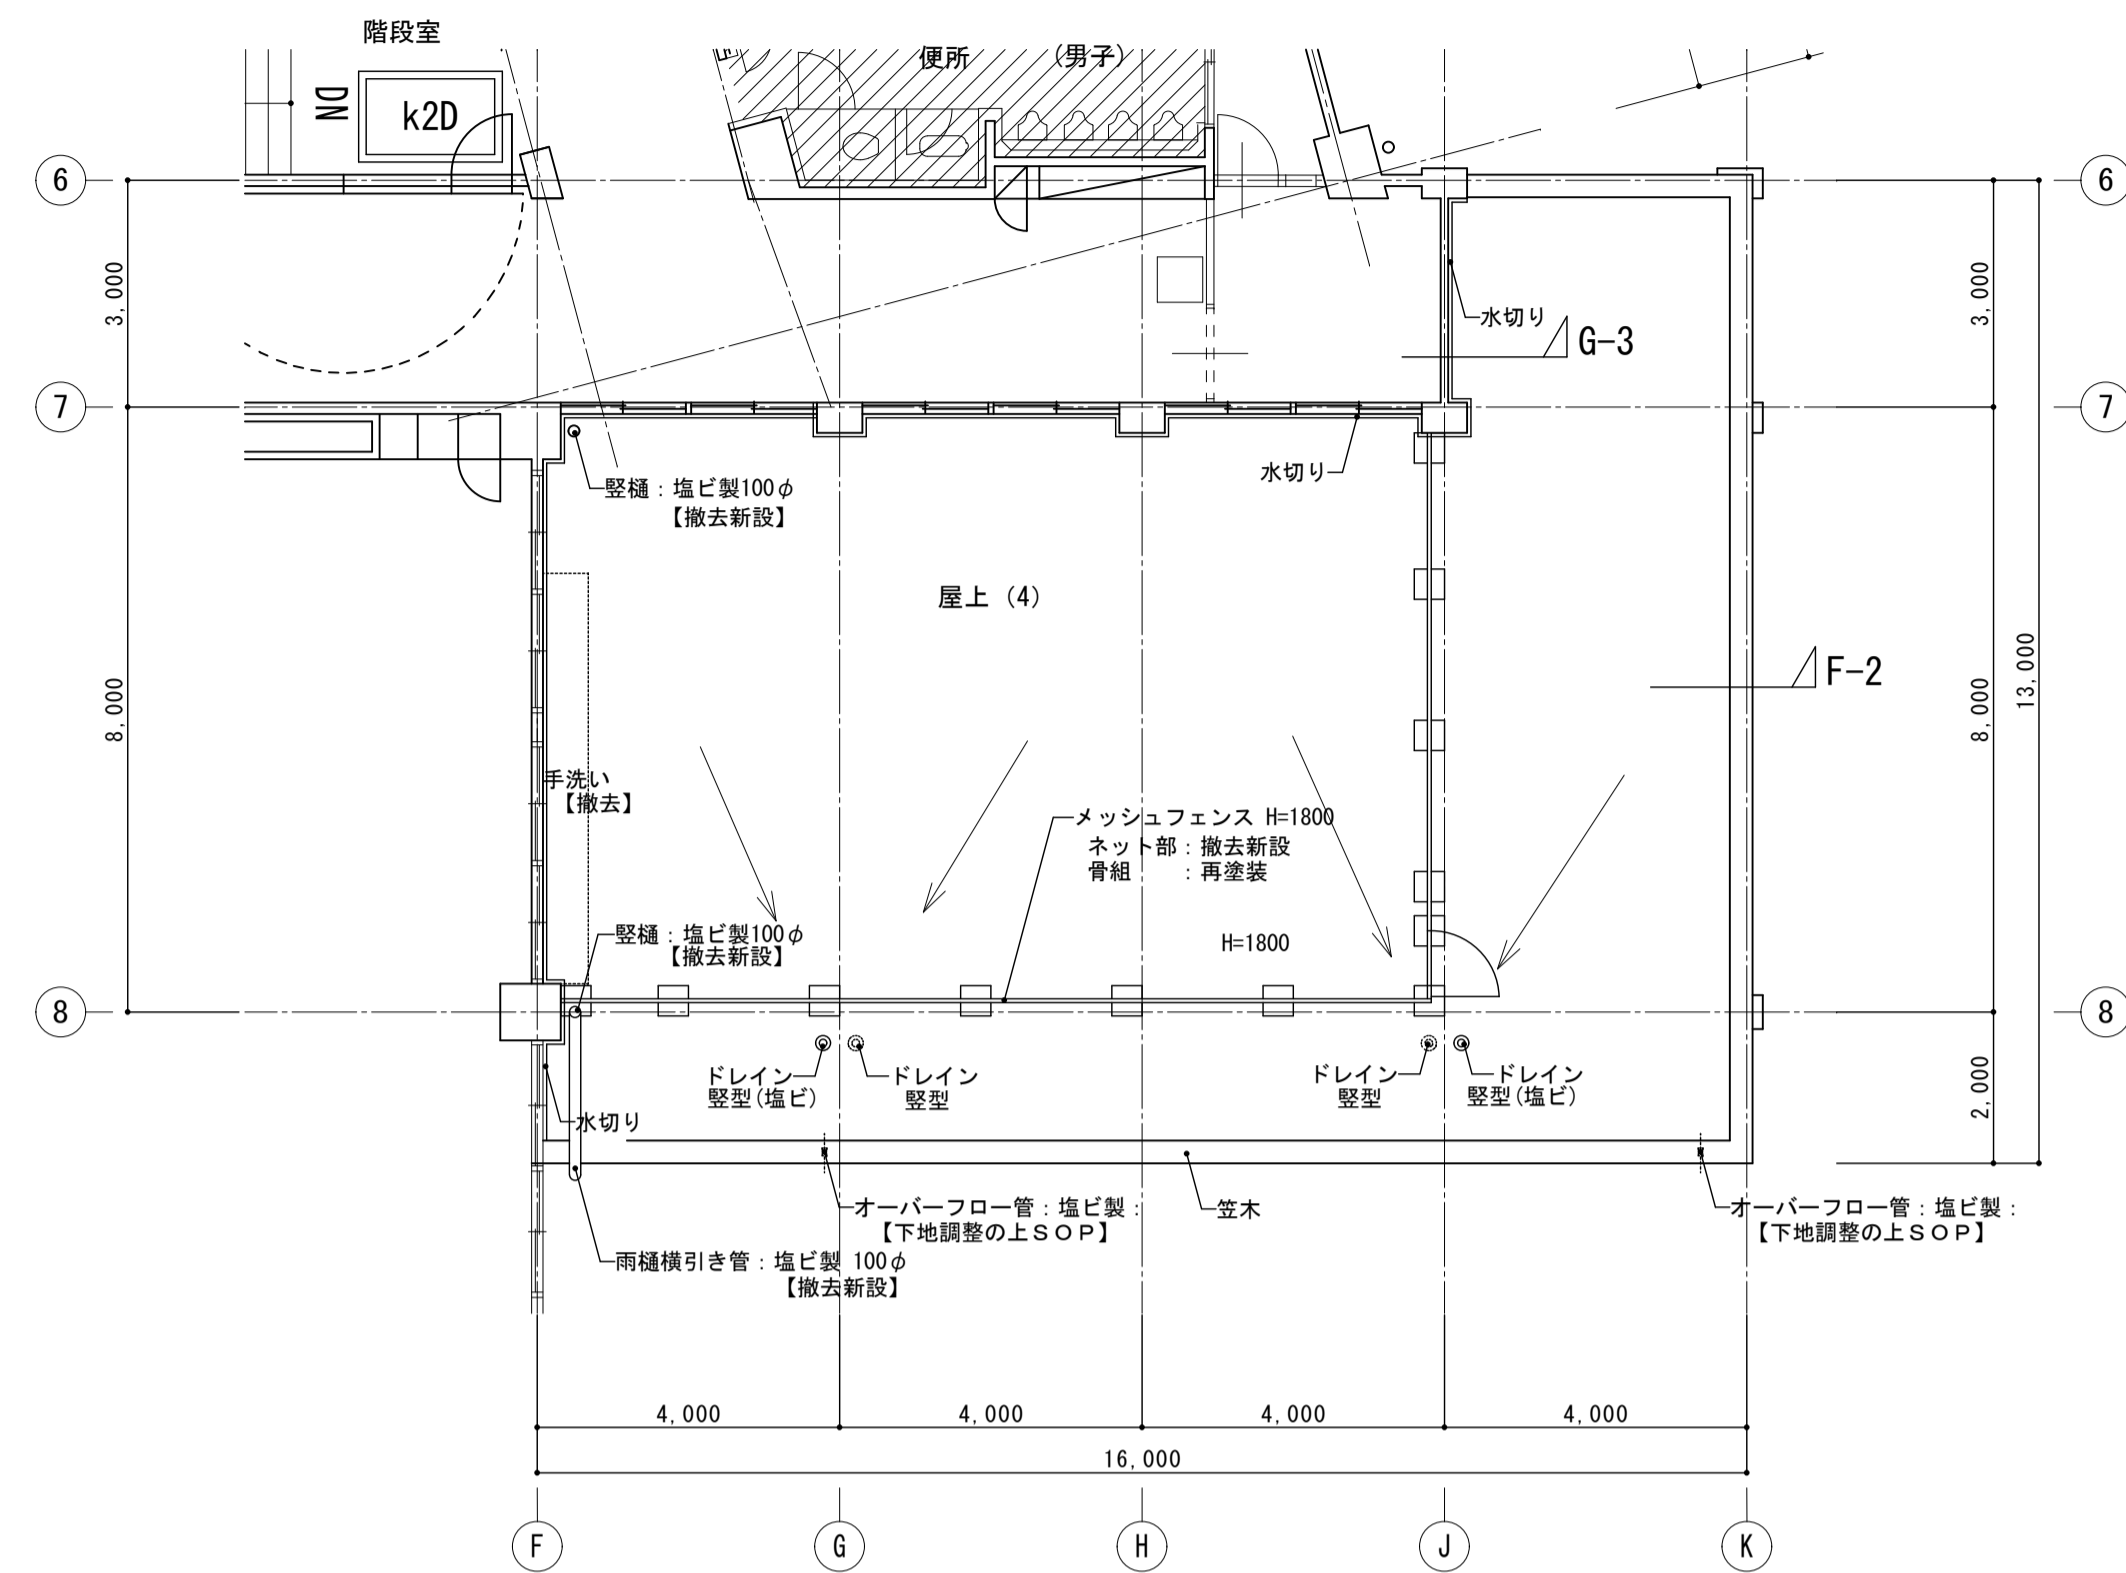 階段室
便所
(男子)
DN
k2D
6
6
3,000
3,000
水切り
G-3
7
7
竪樋：塩ビ製100φ
【撤去新設】
水切り
屋上（4）
13,000
F-2
8,000
8,000
手洗い
【撤去】
メッシュフェンス H=1800
ネット部：撤去新設
骨組　　：再塗装
竪樋：塩ビ製100φ
【撤去新設】
H=1800
8
8
ドレイン
竪型(塩ビ)
ドレイン
竪型
ドレイン
竪型
ドレイン
竪型(塩ビ)
2,000
水切り
オーバーフロー管：塩ビ製：
【下地調整の上ＳＯＰ】
笠木
オーバーフロー管：塩ビ製：
【下地調整の上ＳＯＰ】
雨樋横引き管：塩ビ製 100φ
【撤去新設】
4,000
4,000
4,000
4,000
16,000
F
G
H
J
K